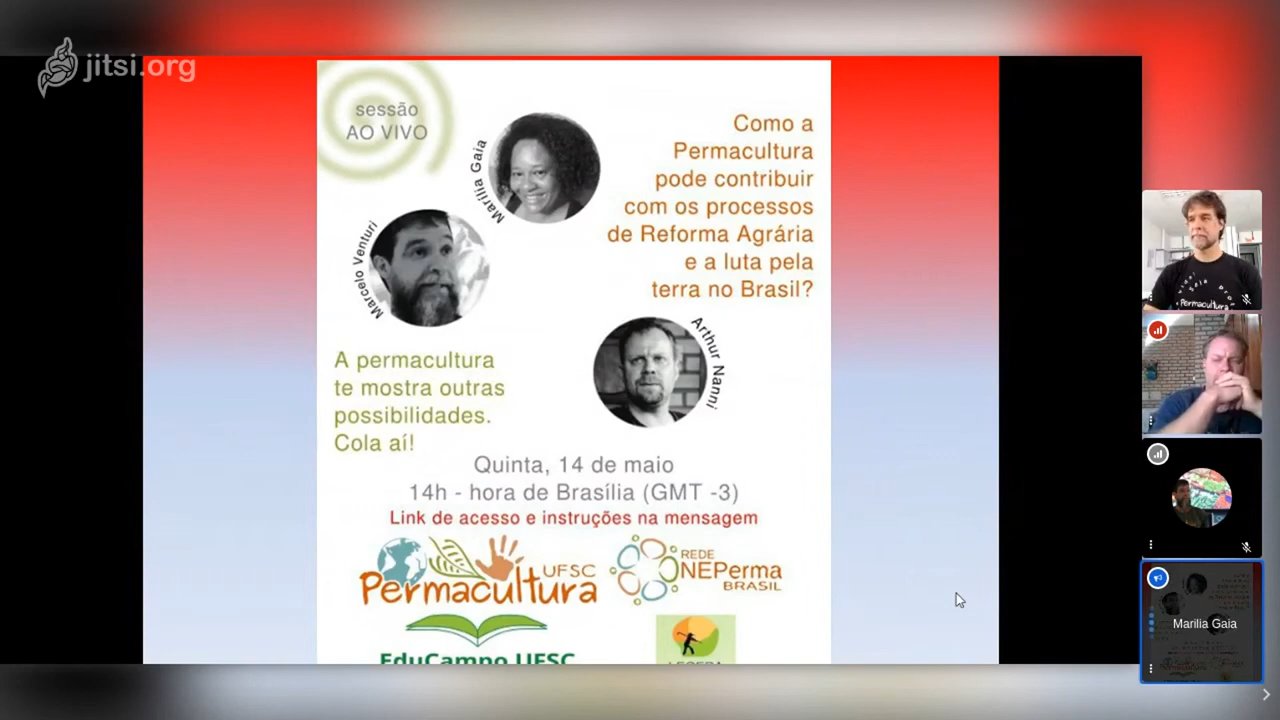 jitsi.org
sessão
AO VIVO
Marília Gaia
Marcelo Venturi
Arthur Nanni
Como a
Permacultura
pode contribuir
com os processos
de Reforma Agrária
e a luta pela
terra no Brasil?
A permacultura
te mostra outras
possibilidades.
Cola aí!
Quinta, 14 de maio
14h - hora de Brasília (GMT -3)
Link de acesso e instruções na mensagem
UFSC
Permacultura
REDE
NEPerma
BRASIL
EduCampo UFSC
Permacultura
Marilia Gaia